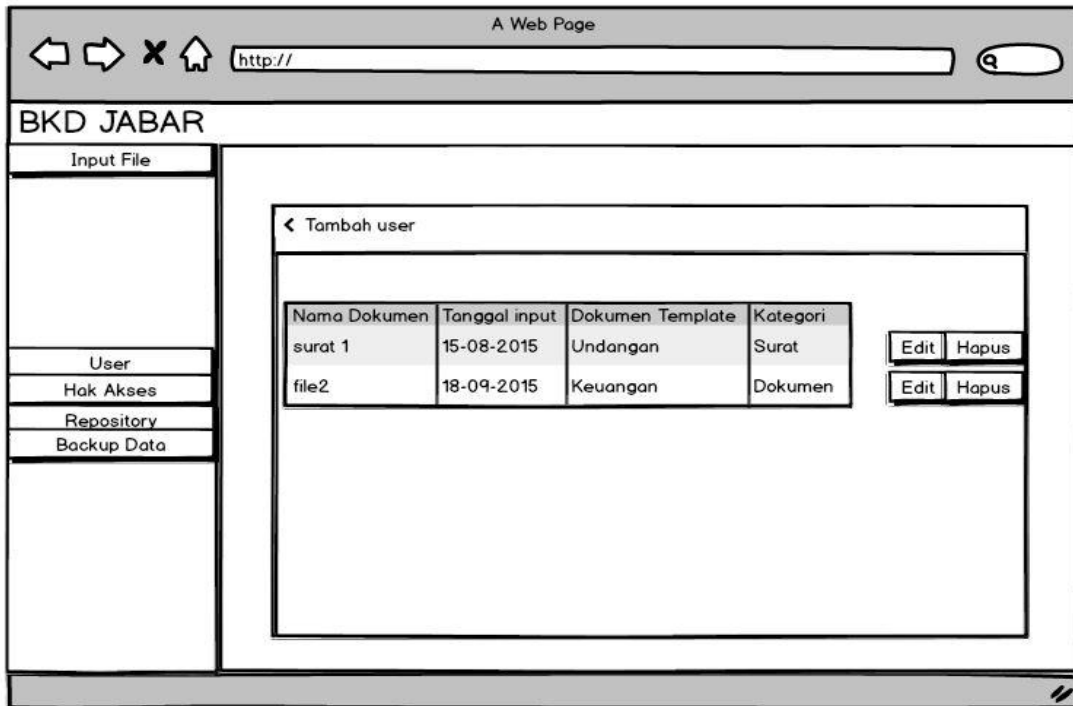 A Web Page
http://
BKD JABAR
Input File
User
Hak Akses
Repository
Backup Data
Tambah user
Nama Dokumen Tanggal input Dokumen Template Kategori
surat 1 15-08-2015 Undangan Surat Edit Hapus
file2 18-09-2015 Keuangan Dokumen Edit Hapus